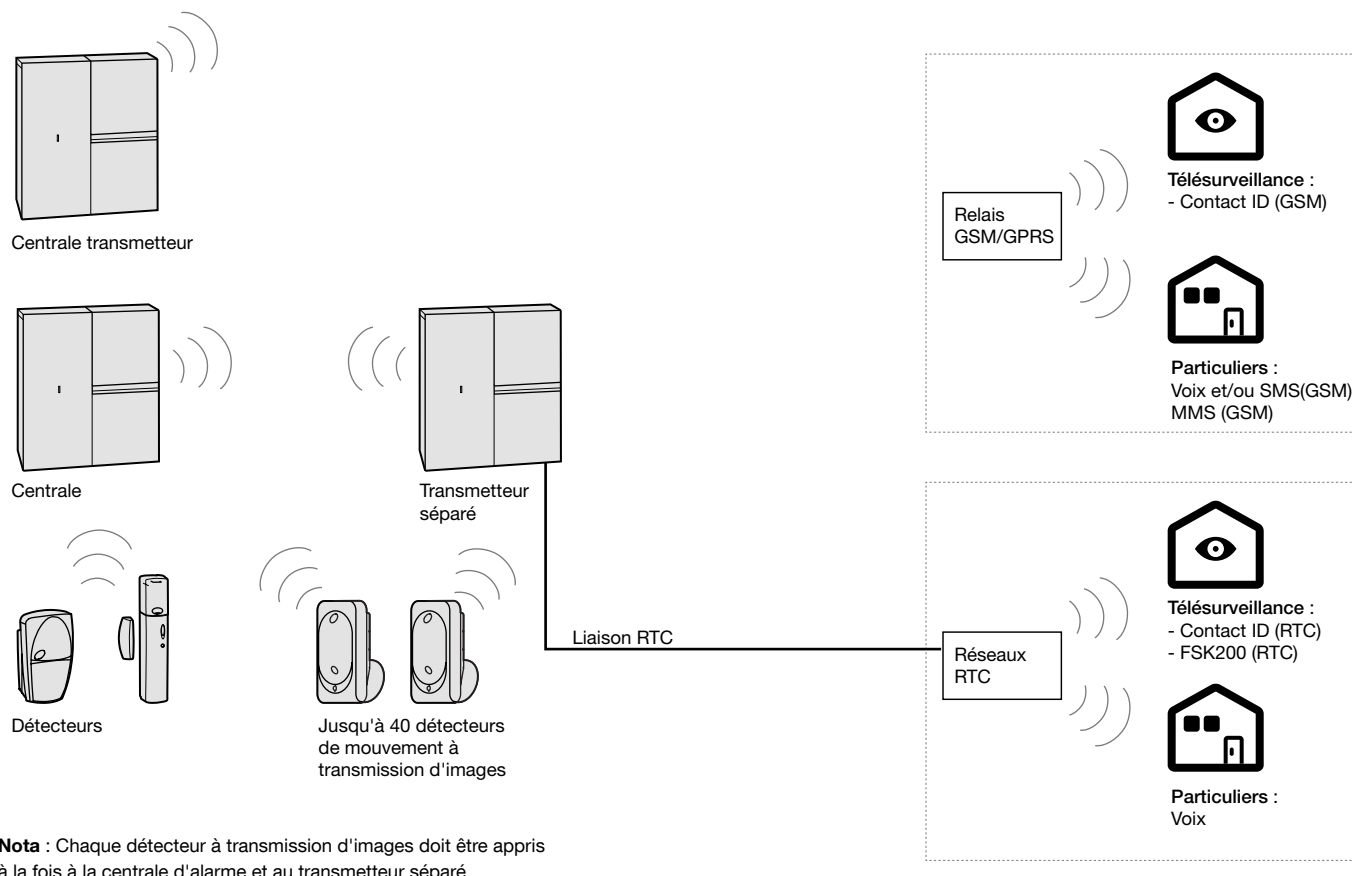 Centrale transmetteur
Centrale
Transmetteur
séparé
Détecteurs
Jusqu'à 40 détecteurs
de mouvement à
transmission d'images
Liaison RTC
Relais
GSM/GPRS
Télésurveillance :
- Contact ID (GSM)
Particuliers :
Voix et/ou SMS(GSM)
MMS (GSM)
Réseaux
RTC
Télésurveillance :
- Contact ID (RTC)
- FSK200 (RTC)
Particuliers :
Voix
Nota : Chaque détecteur à transmission d'images doit être appris
à la fois à la centrale d'alarme et au transmetteur séparé